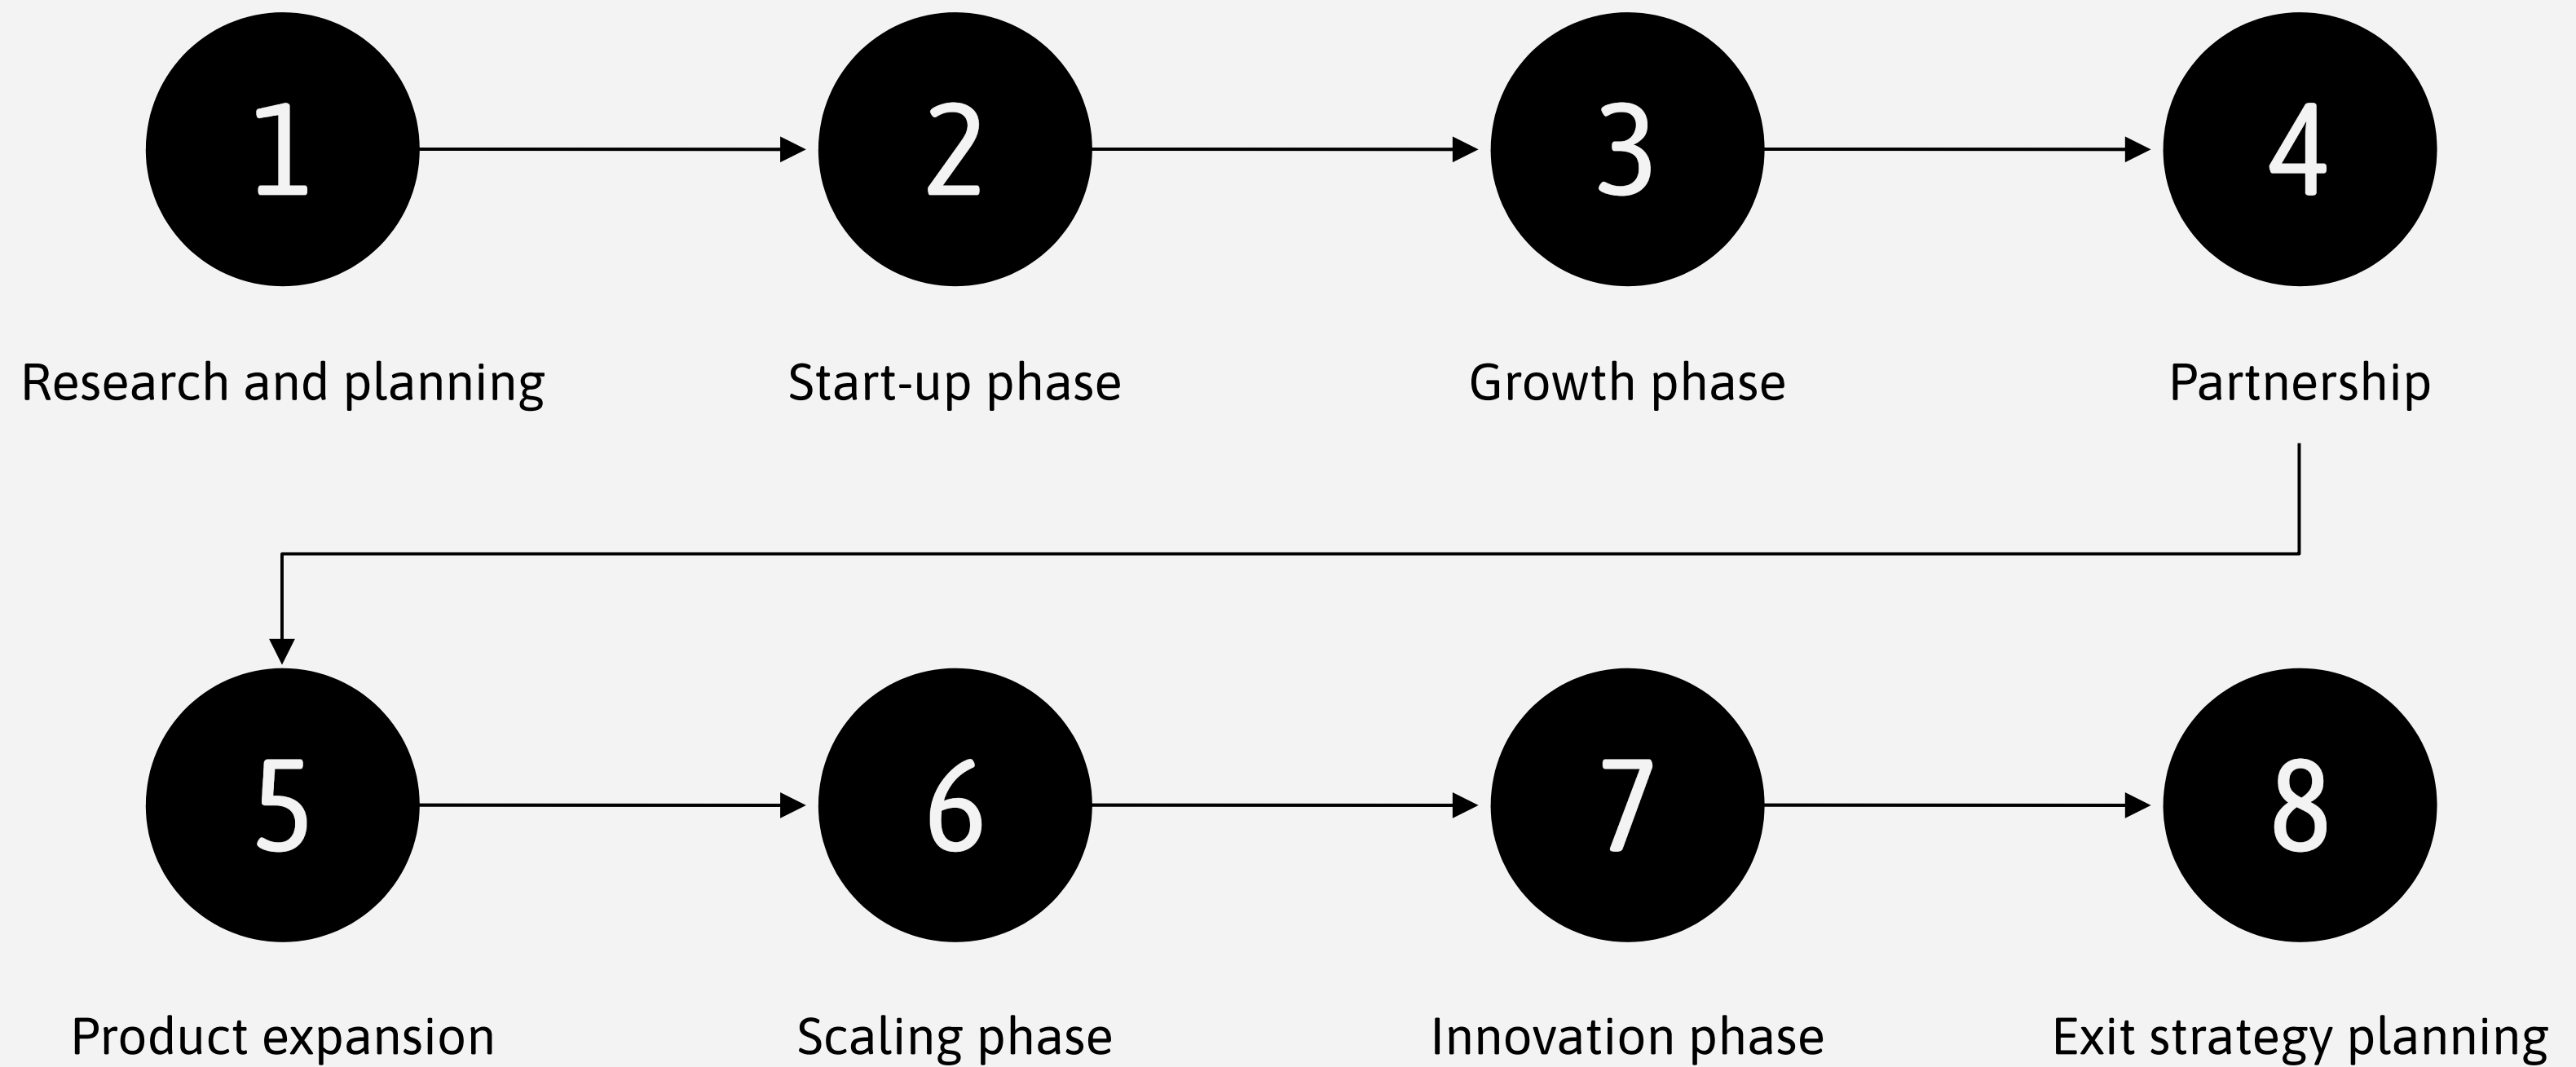 1
2
3
4
Research and planning
Start-up phase
Growth phase
Partnership
5
6
7
8
Product expansion
Scaling phase
Innovation phase
Exit strategy planning